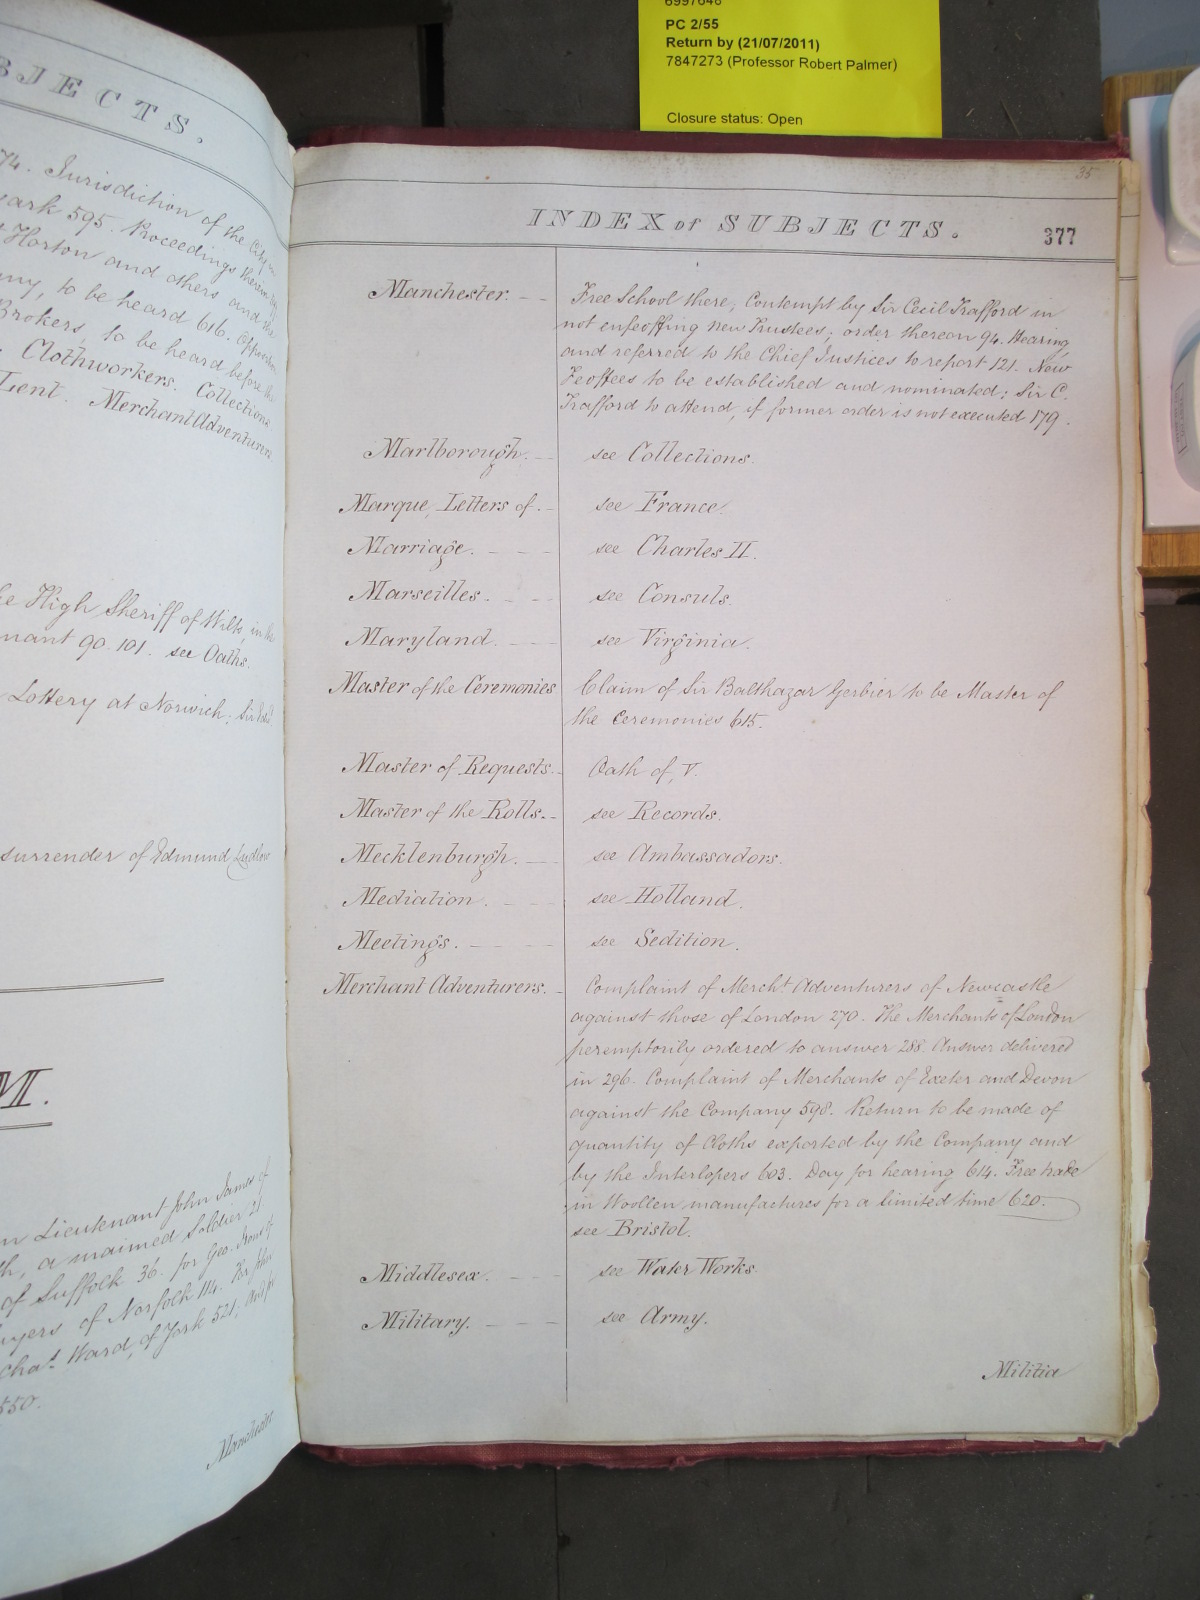 6997648
PC 2/55
Return by (21/07/2011)
7847273 (Professor Robert Palmer)
Closure status: Open
BJECTS.
74. Jurisdiction of the City
ark 595. Proceedings therein
Horton and others and the
ny, to be heard 616.
Brokers, to be heard before the
Clothworkers. Collections
Lent. Merchant Adventurers
he High Sheriff of Wilts, in the
nant 90. 101. see Oaths.
Lottery at Norwich;
surrender of Edmund Ludlow
M.
Lieutenant John James of
th, a maimed Soldier 21
of Suffolk 36. for Geo.
ayers of Norfolk 114. For John
Chas. Ward, of York 521.
550.
Manchester
35
INDEX of SUBJECTS.
377
Manchester. - - Free School there; Contempt by Sir Cecil Trafford in
not enfeoffing new Trustees; order thereon 94. Hearing
and referred to the Chief Justices to report 121. New
Feoffees to be established and nominated; Sir C.
Trafford to attend, if former order is not executed 179.
Marlborough. - - see Collections.
Marque, Letters of. - see France.
Marriage. - - - see Charles II.
Marseilles. - - - see Consuls.
Maryland. - - see Virginia.
Master of the Ceremonies Claim of Sir Balthazar Gerbier to be Master of
the Ceremonies 615.
Master of Requests. - Oath of, V.
Master of the Rolls. - see Records.
Mecklenburgh. - - see Ambassadors.
Mediation. - - - see Holland.
Meetings. - - - see Sedition.
Merchant Adventurers. - Complaint of Mercht. Adventurers of Newcastle
against those of London 270. The Merchants of London
peremptorily ordered to answer 288. Answer delivered
in 296. Complaint of Merchants of Exeter and Devon
against the Company 598. Return to be made of
quantity of Cloths exported by the Company and
by the Interlopers 603. Day for hearing 614. Free trade
in Woollen manufactures for a limited time 620.
see Bristol.
Middlesex. - - - see Water Works.
Military. - - - see Army.
Militia